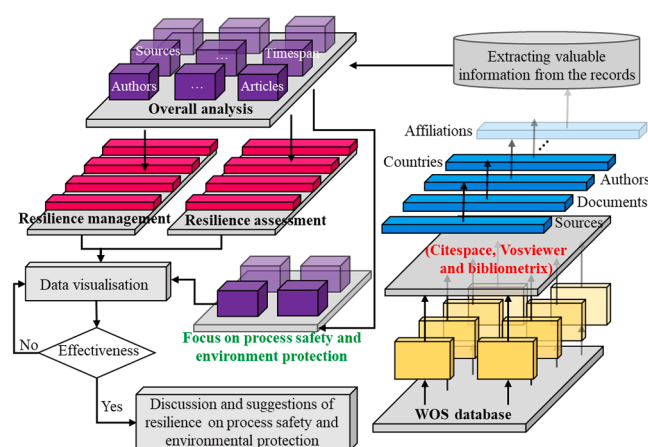 Sources
...
Timespan
Authors
...
Articles
Overall analysis
Resilience management
Resilience assessment
Data visualisation
Focus on process safety and
environment protection
No
Effectiveness
Yes
Discussion and suggestions of
resilience on process safety and
environmental protection
Extracting valuable
information from the records
Affiliations
...
Countries
Authors
Documents
Sources
(Citespace, Vosviewer
and bibliometrix)
WOS database